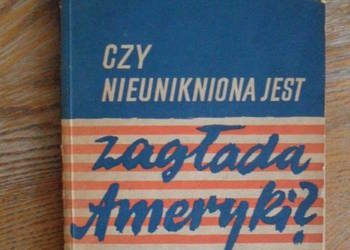 CZY
NIEUNIKNIONA JEST
zagłada
Ameryki?